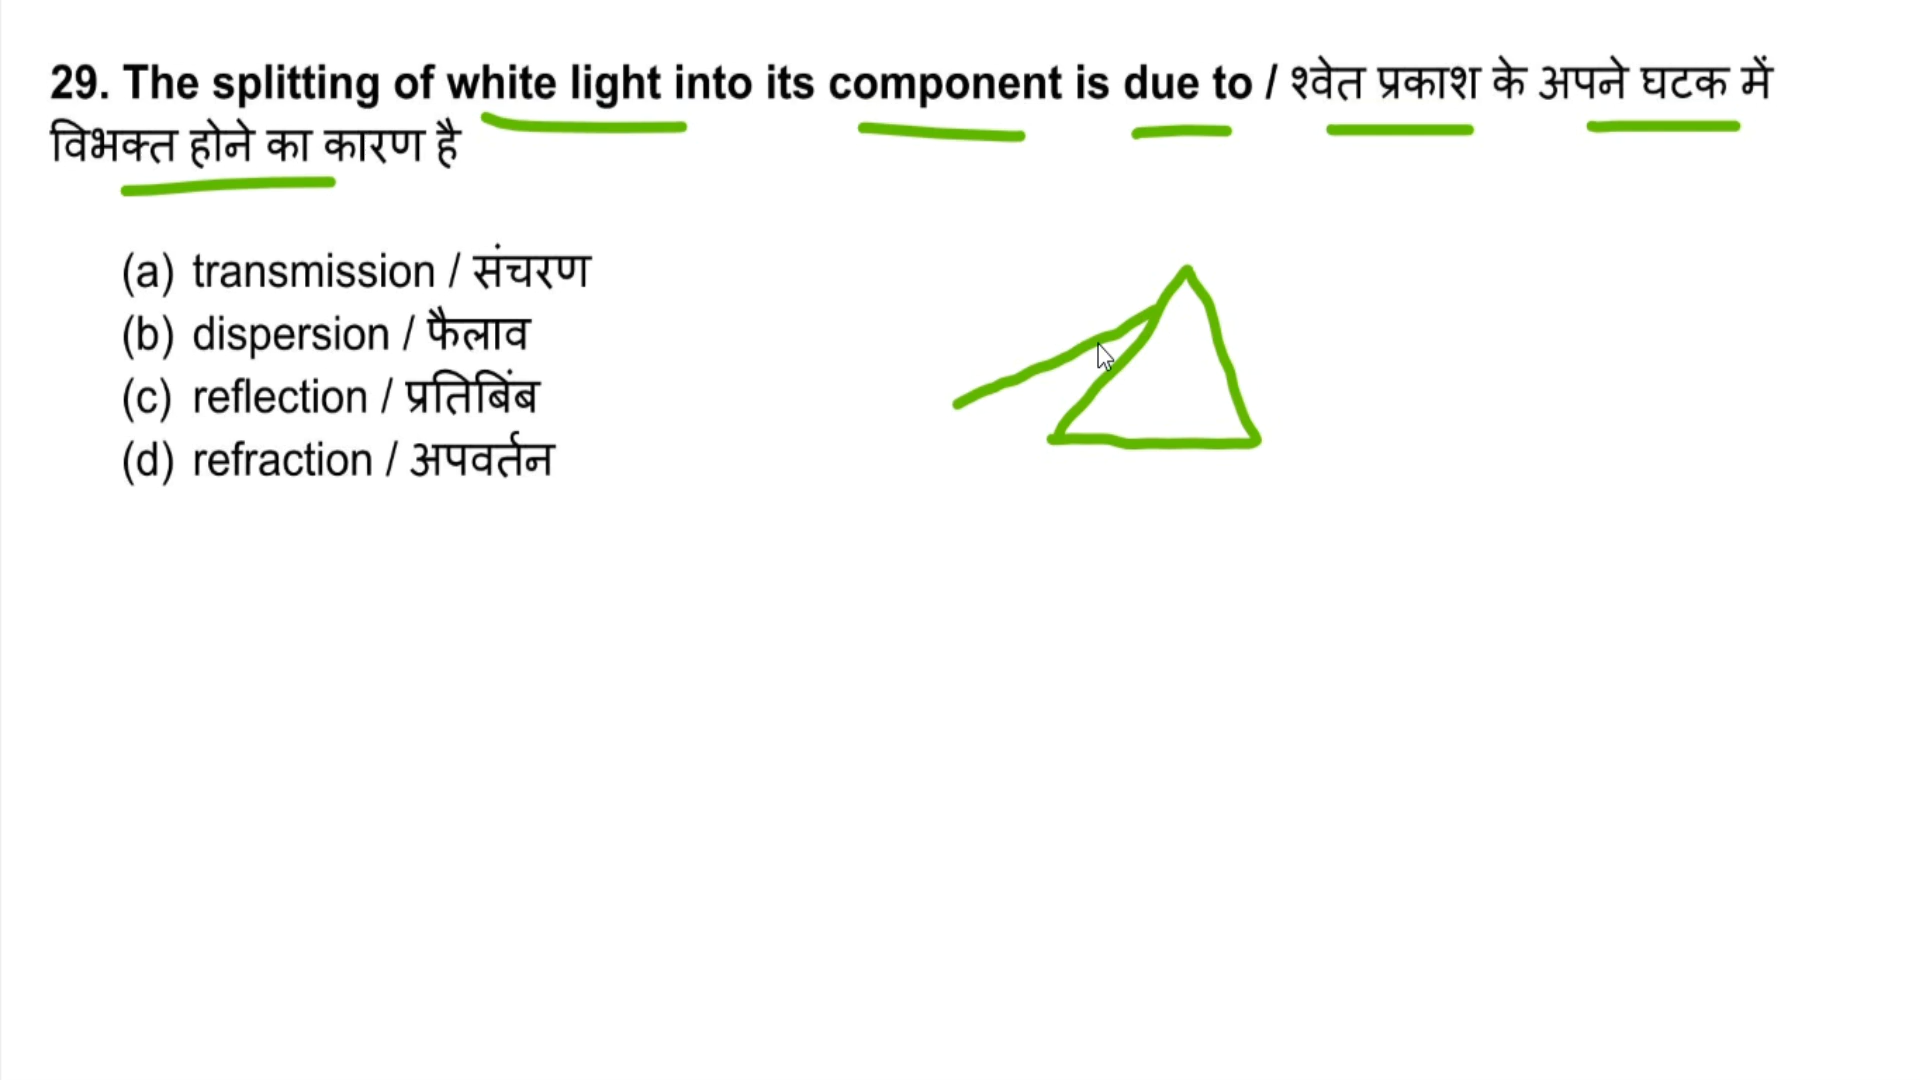 29. The splitting of white light into its component is due to / श्वेत प्रकाश के अपने घटक में
विभक्त होने का कारण है
(a) transmission / संचरण
(b) dispersion / फैलाव
(c) reflection / प्रतिबिंब
(d) refraction / अपवर्तन